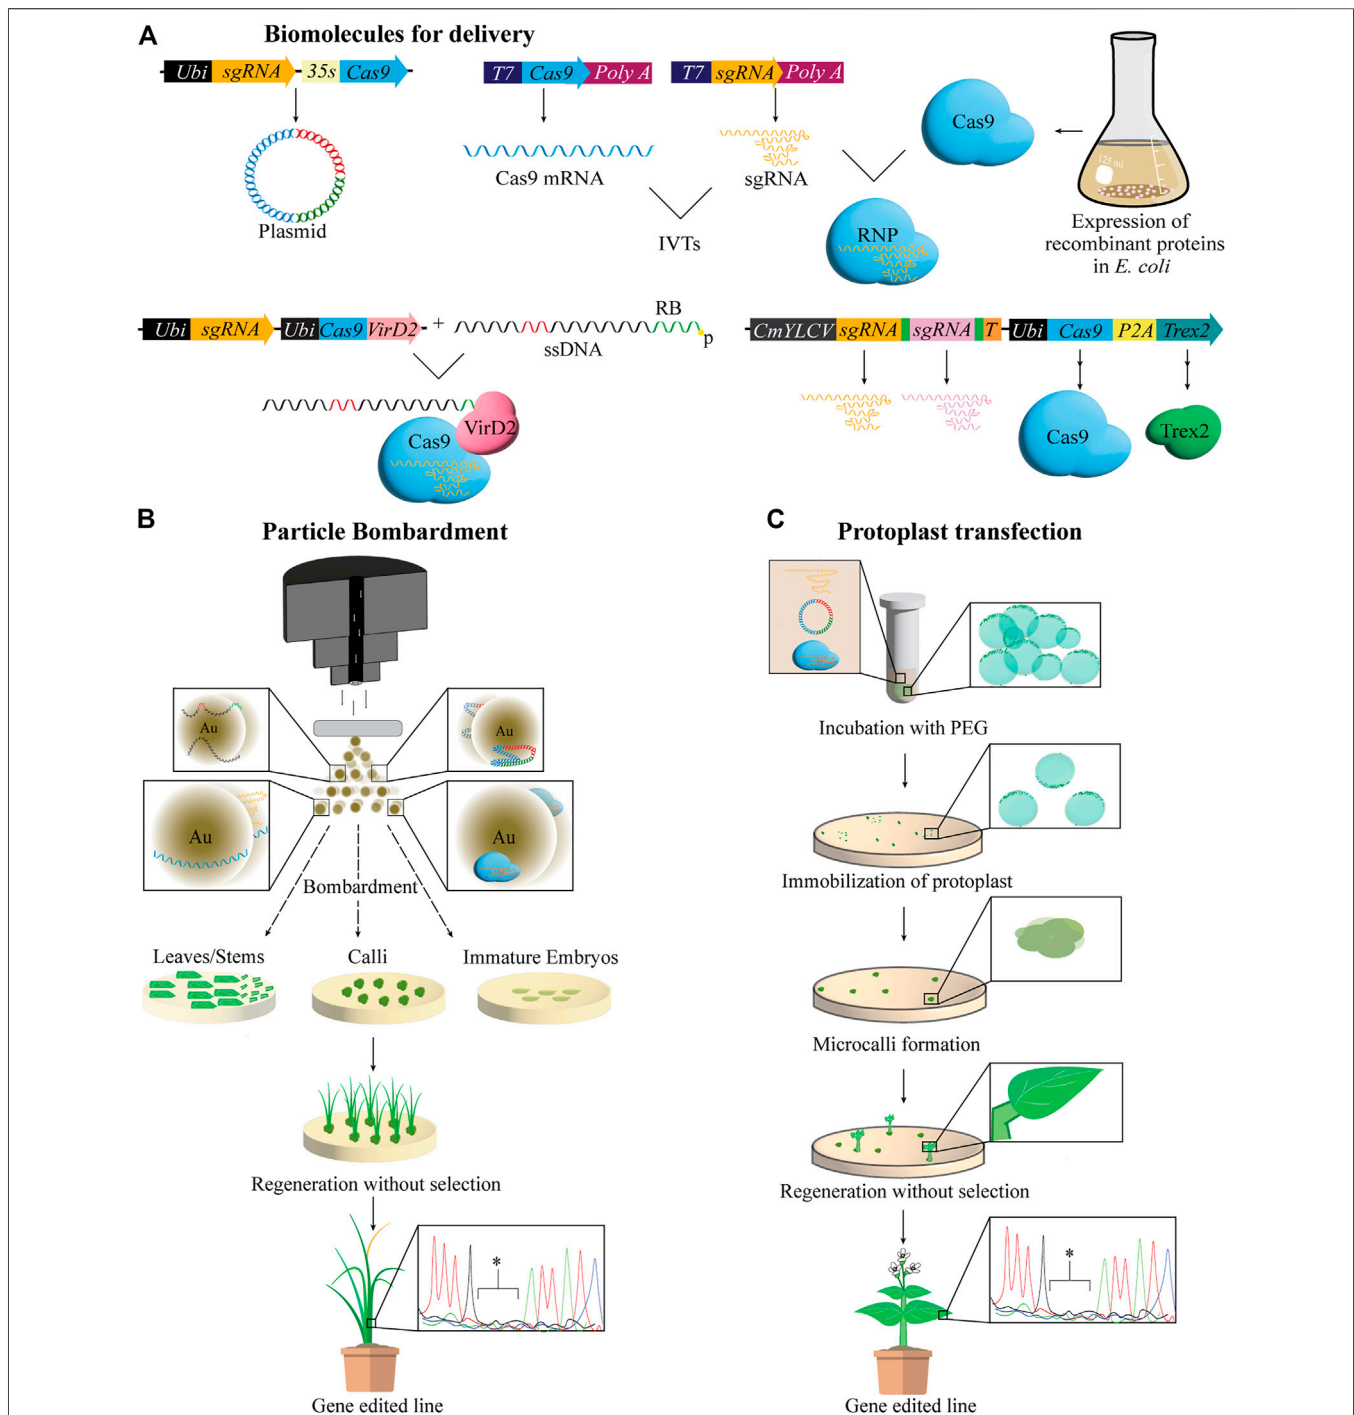 A
Biomolecules for delivery
Ubi sgRNA 35s Cas9
T7 Cas9 Poly A
T7 sgRNA Poly A
Plasmid
Cas9 mRNA
sgRNA
IVTs
RNP
Cas9
125 ml
Expression of
recombinant proteins
in E. coli
Ubi sgRNA Ubi Cas9 VirD2
+
RB
ssDNA
p
VirD2
Cas9
CmYLCV sgRNA sgRNA T Ubi Cas9 P2A Trex2
Cas9
Trex2
B
Particle Bombardment
Au
Au
Au
Au
Bombardment
Leaves/Stems
Calli
Immature Embryos
Regeneration without selection
*
Gene edited line
C
Protoplast transfection
Incubation with PEG
Immobilization of protoplast
Microcalli formation
Regeneration without selection
*
Gene edited line